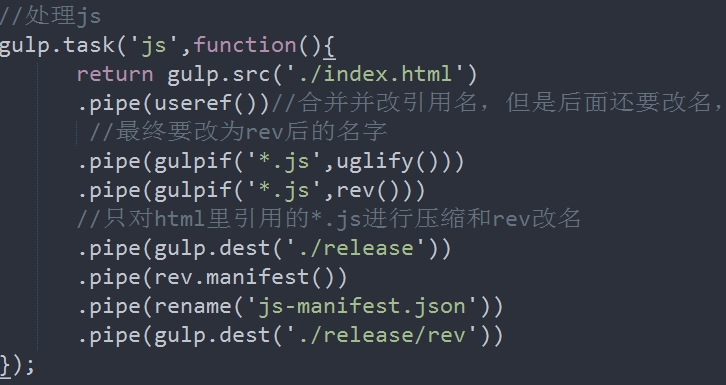 //处理js
gulp.task('js',function(){
return gulp.src('./index.html')
.pipe(useref())//合并并改引用名，但是后面还要改名，
//最终要改为rev后的名字
.pipe(gulpif('*.js',uglify()))
.pipe(gulpif('*.js',rev()))
//只对html里引用的*.js进行压缩和rev改名
.pipe(gulp.dest('./release'))
.pipe(rev.manifest())
.pipe(rename('js-manifest.json'))
.pipe(gulp.dest('./release/rev'))
});